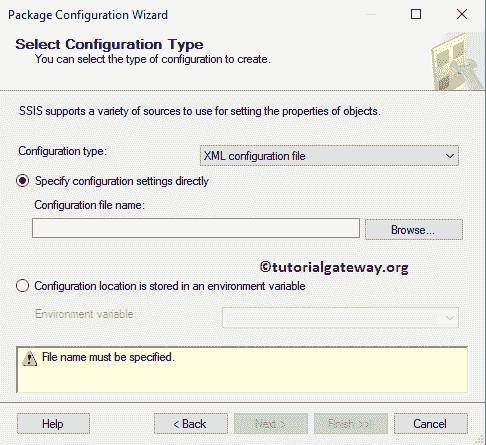 Package Configuration Wizard
Select Configuration Type
You can select the type of configuration to create.
SSIS supports a variety of sources to use for setting the properties of objects.
Configuration type:
XML configuration file
Specify configuration settings directly
Configuration file name:
Browse...
©tutorialgateway.org
Configuration location is stored in an environment variable
Environment variable:
File name must be specified.
Help
< Back
Next >
Finish >>
Cancel